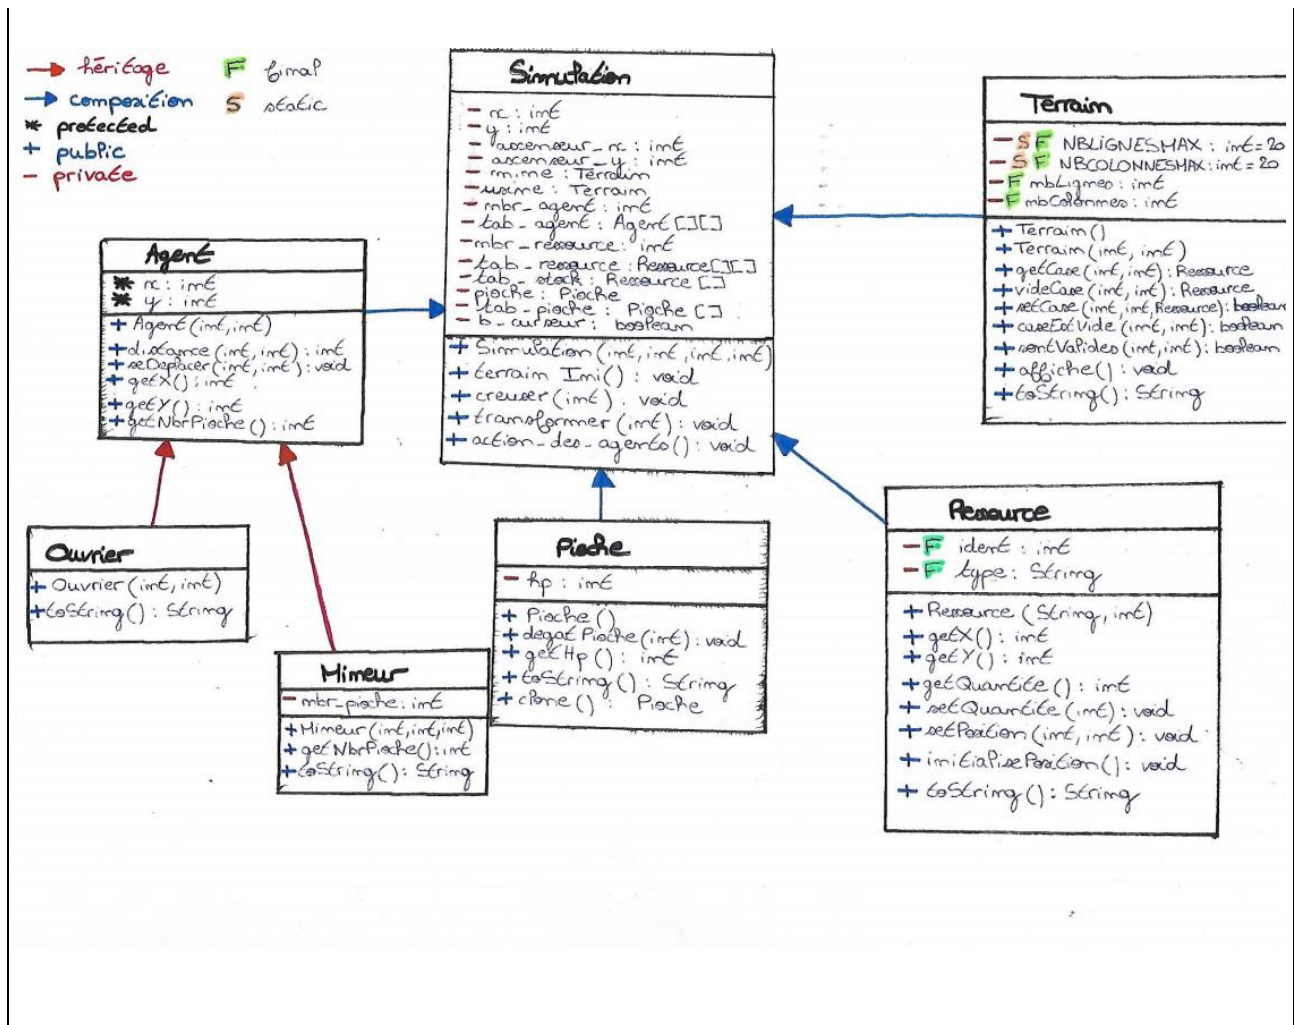 héritage
composition
* protected
+ public
- private
F final
S static
Simulation
- x : int
- y : int
- ascenseur_x : int
- ascenseur_y : int
- mine : Terrain
- usine : Terrain
- nbr_agent : int
- tab_agent : Agent [][]
- nbr_ressource : int
- tab_ressource : Ressource[][]
- tab_stock : Ressource []
- pioche : Pioche
- tab_pioche : Pioche []
- b_curseur : boolean
+ Simulation (int, int, int, int)
+ terrain Ini() : void
+ creuser (int) : void
+ transformer (int) : void
+ action_des_agents () : void
Terrain
- S F NBLIGNESMAX : int = 20
- S F NBCOLONNESMAX : int = 20
- F nbLignes : int
- F nbColonnes : int
+ Terrain()
+ Terrain (int, int)
+ getCase (int, int) : Ressource
+ videCase (int, int) : Ressource
+ setCase (int, int, Ressource) : boolean
+ caseEstVide (int, int) : boolean
+ sontValides (int, int) : boolean
+ affiche () : void
+ toString() : String
Agent
* x : int
* y : int
+ Agent (int, int)
+ distance (int, int) : int
+ seDeplacer (int, int) : void
+ getX() : int
+ getY() : int
+ getNbrPioche () : int
Ouvrier
+ Ouvrier (int, int)
+ toString() : String
Mineur
- nbr_pioche : int
+ Mineur (int, int, int)
+ getNbrPioche() : int
+ toString() : String
Pioche
- hp : int
+ Pioche ()
+ degat Pioche (int) : void
+ getHp () : int
+ toString () : String
+ clone () : Pioche
Ressource
- F ident : int
- F type : String
+ Ressource (String, int)
+ getX() : int
+ getY() : int
+ getQuantite () : int
+ setQuantite (int) : void
+ setPosition (int, int) : void
+ initialisePosition() : void
+ toString() : String